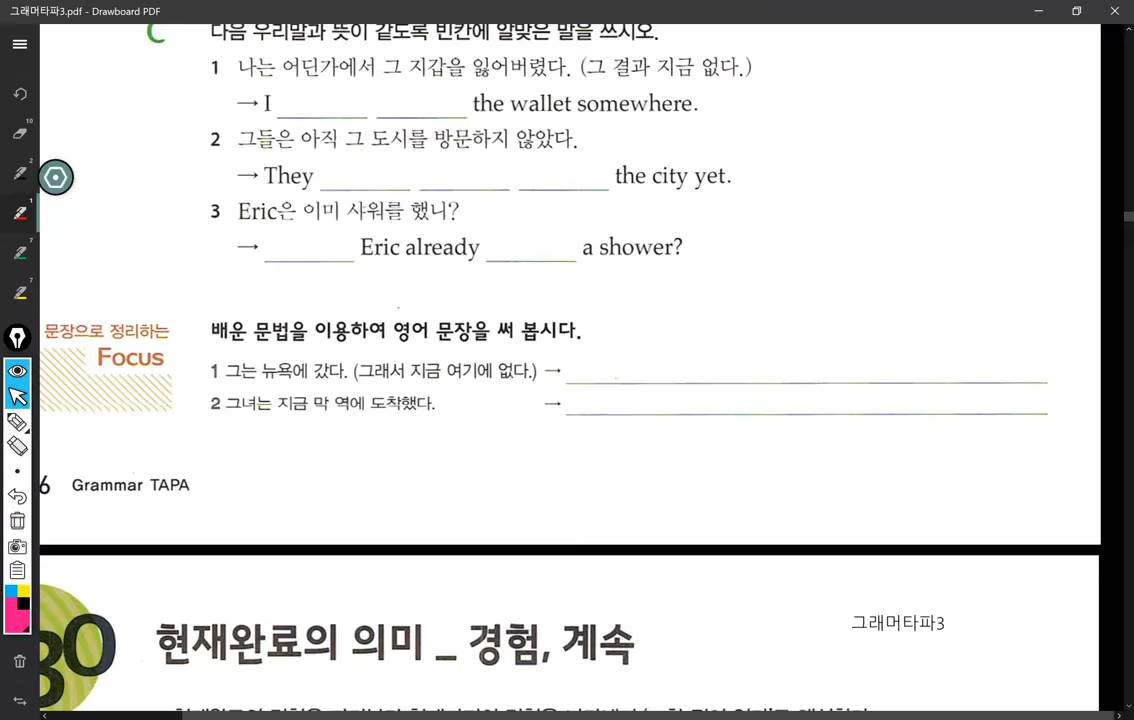 그래머타파3.pdf - Drawboard PDF
C 다음 우리말과 뜻이 같도록 빈칸에 알맞은 말을 쓰시오.
1 나는 어딘가에서 그 지갑을 잃어버렸다. (그 결과 지금 없다.)
→ I ________ ________ the wallet somewhere.
2 그들은 아직 그 도시를 방문하지 않았다.
→ They ________ ________ ________ the city yet.
3 Eric은 이미 샤워를 했니?
→ ________ Eric already ________ a shower?
문장으로 정리하는
Focus
배운 문법을 이용하여 영어 문장을 써 봅시다.
1 그는 뉴욕에 갔다. (그래서 지금 여기에 없다.) →
2 그녀는 지금 막 역에 도착했다. →
6 Grammar TAPA
30 현재완료의 의미 _ 경험, 계속
그래머타파3
10
2
1
7
7